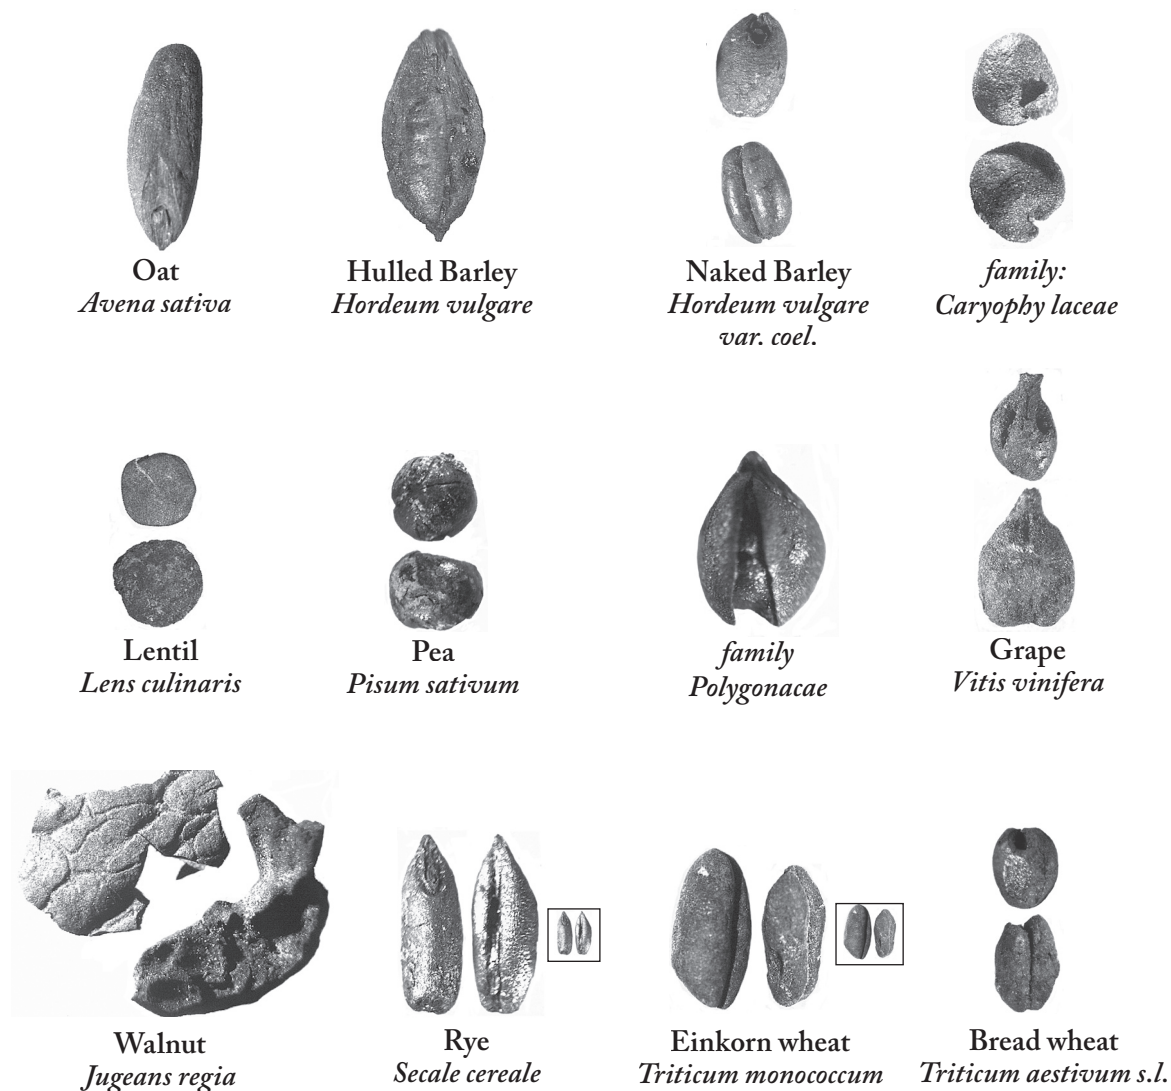 Oat
Avena sativa
Hulled Barley
Hordeum vulgare
Naked Barley
Hordeum vulgare
var. coel.
family:
Caryophy laceae
Lentil
Lens culinaris
Pea
Pisum sativum
family
Polygonacae
Grape
Vitis vinifera
Walnut
Jugeans regia
Rye
Secale cereale
Einkorn wheat
Triticum monococcum
Bread wheat
Triticum aestivum s.l.